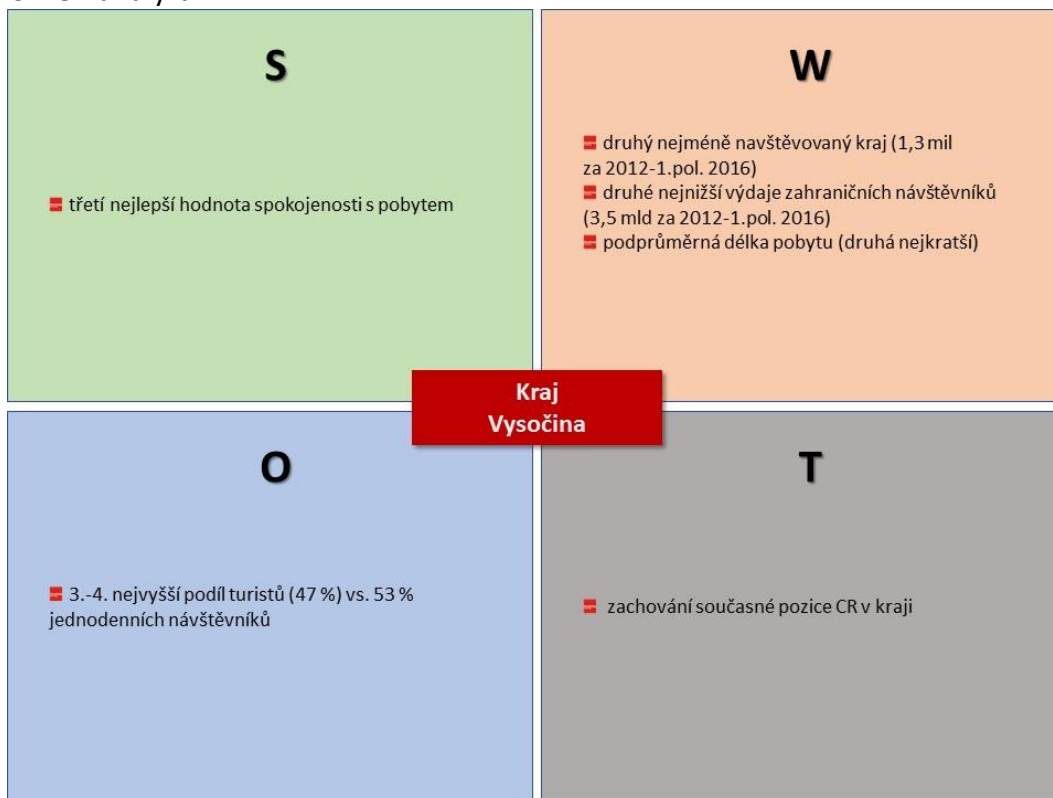 S
třetí nejlepší hodnota spokojenosti s pobytem
W
druhý nejméně navštěvovaný kraj (1,3 mil
za 2012-1.pol. 2016)
druhé nejnižší výdaje zahraničních návštěvníků
(3,5 mld za 2012-1.pol. 2016)
podprůměrná délka pobytu (druhá nejkratší)
Kraj
Vysočina
O
3.-4. nejvyšší podíl turistů (47 %) vs. 53 %
jednodenních návštěvníků
T
zachování současné pozice CR v kraji